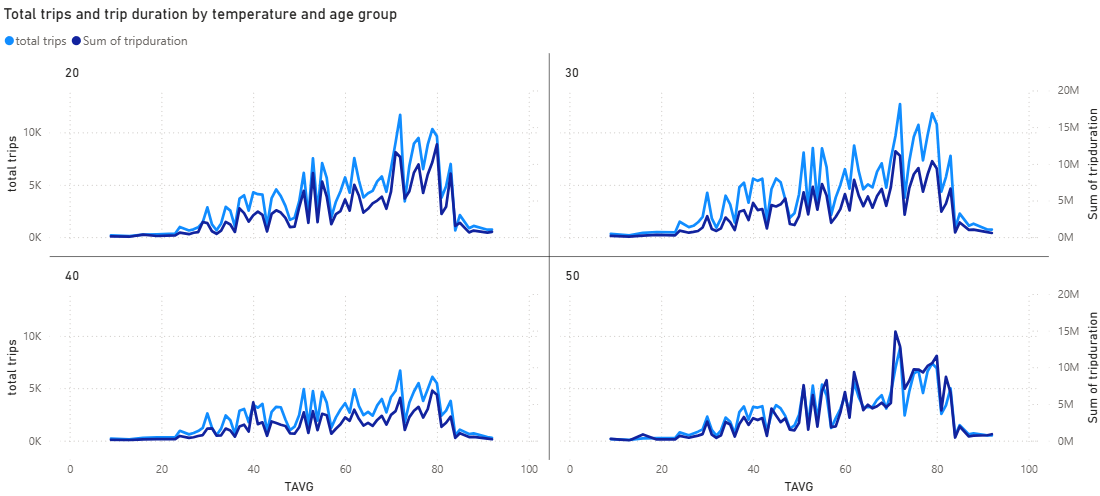 Total trips and trip duration by temperature and age group
total trips Sum of tripduration
20
30
total trips
10K
5K
0K
20M
15M
10M
5M
0M
Sum of tripduration
40
50
total trips
10K
5K
0K
20M
15M
10M
5M
0M
Sum of tripduration
0 20 40 60 80 100
0 20 40 60 80 100
TAVG
TAVG